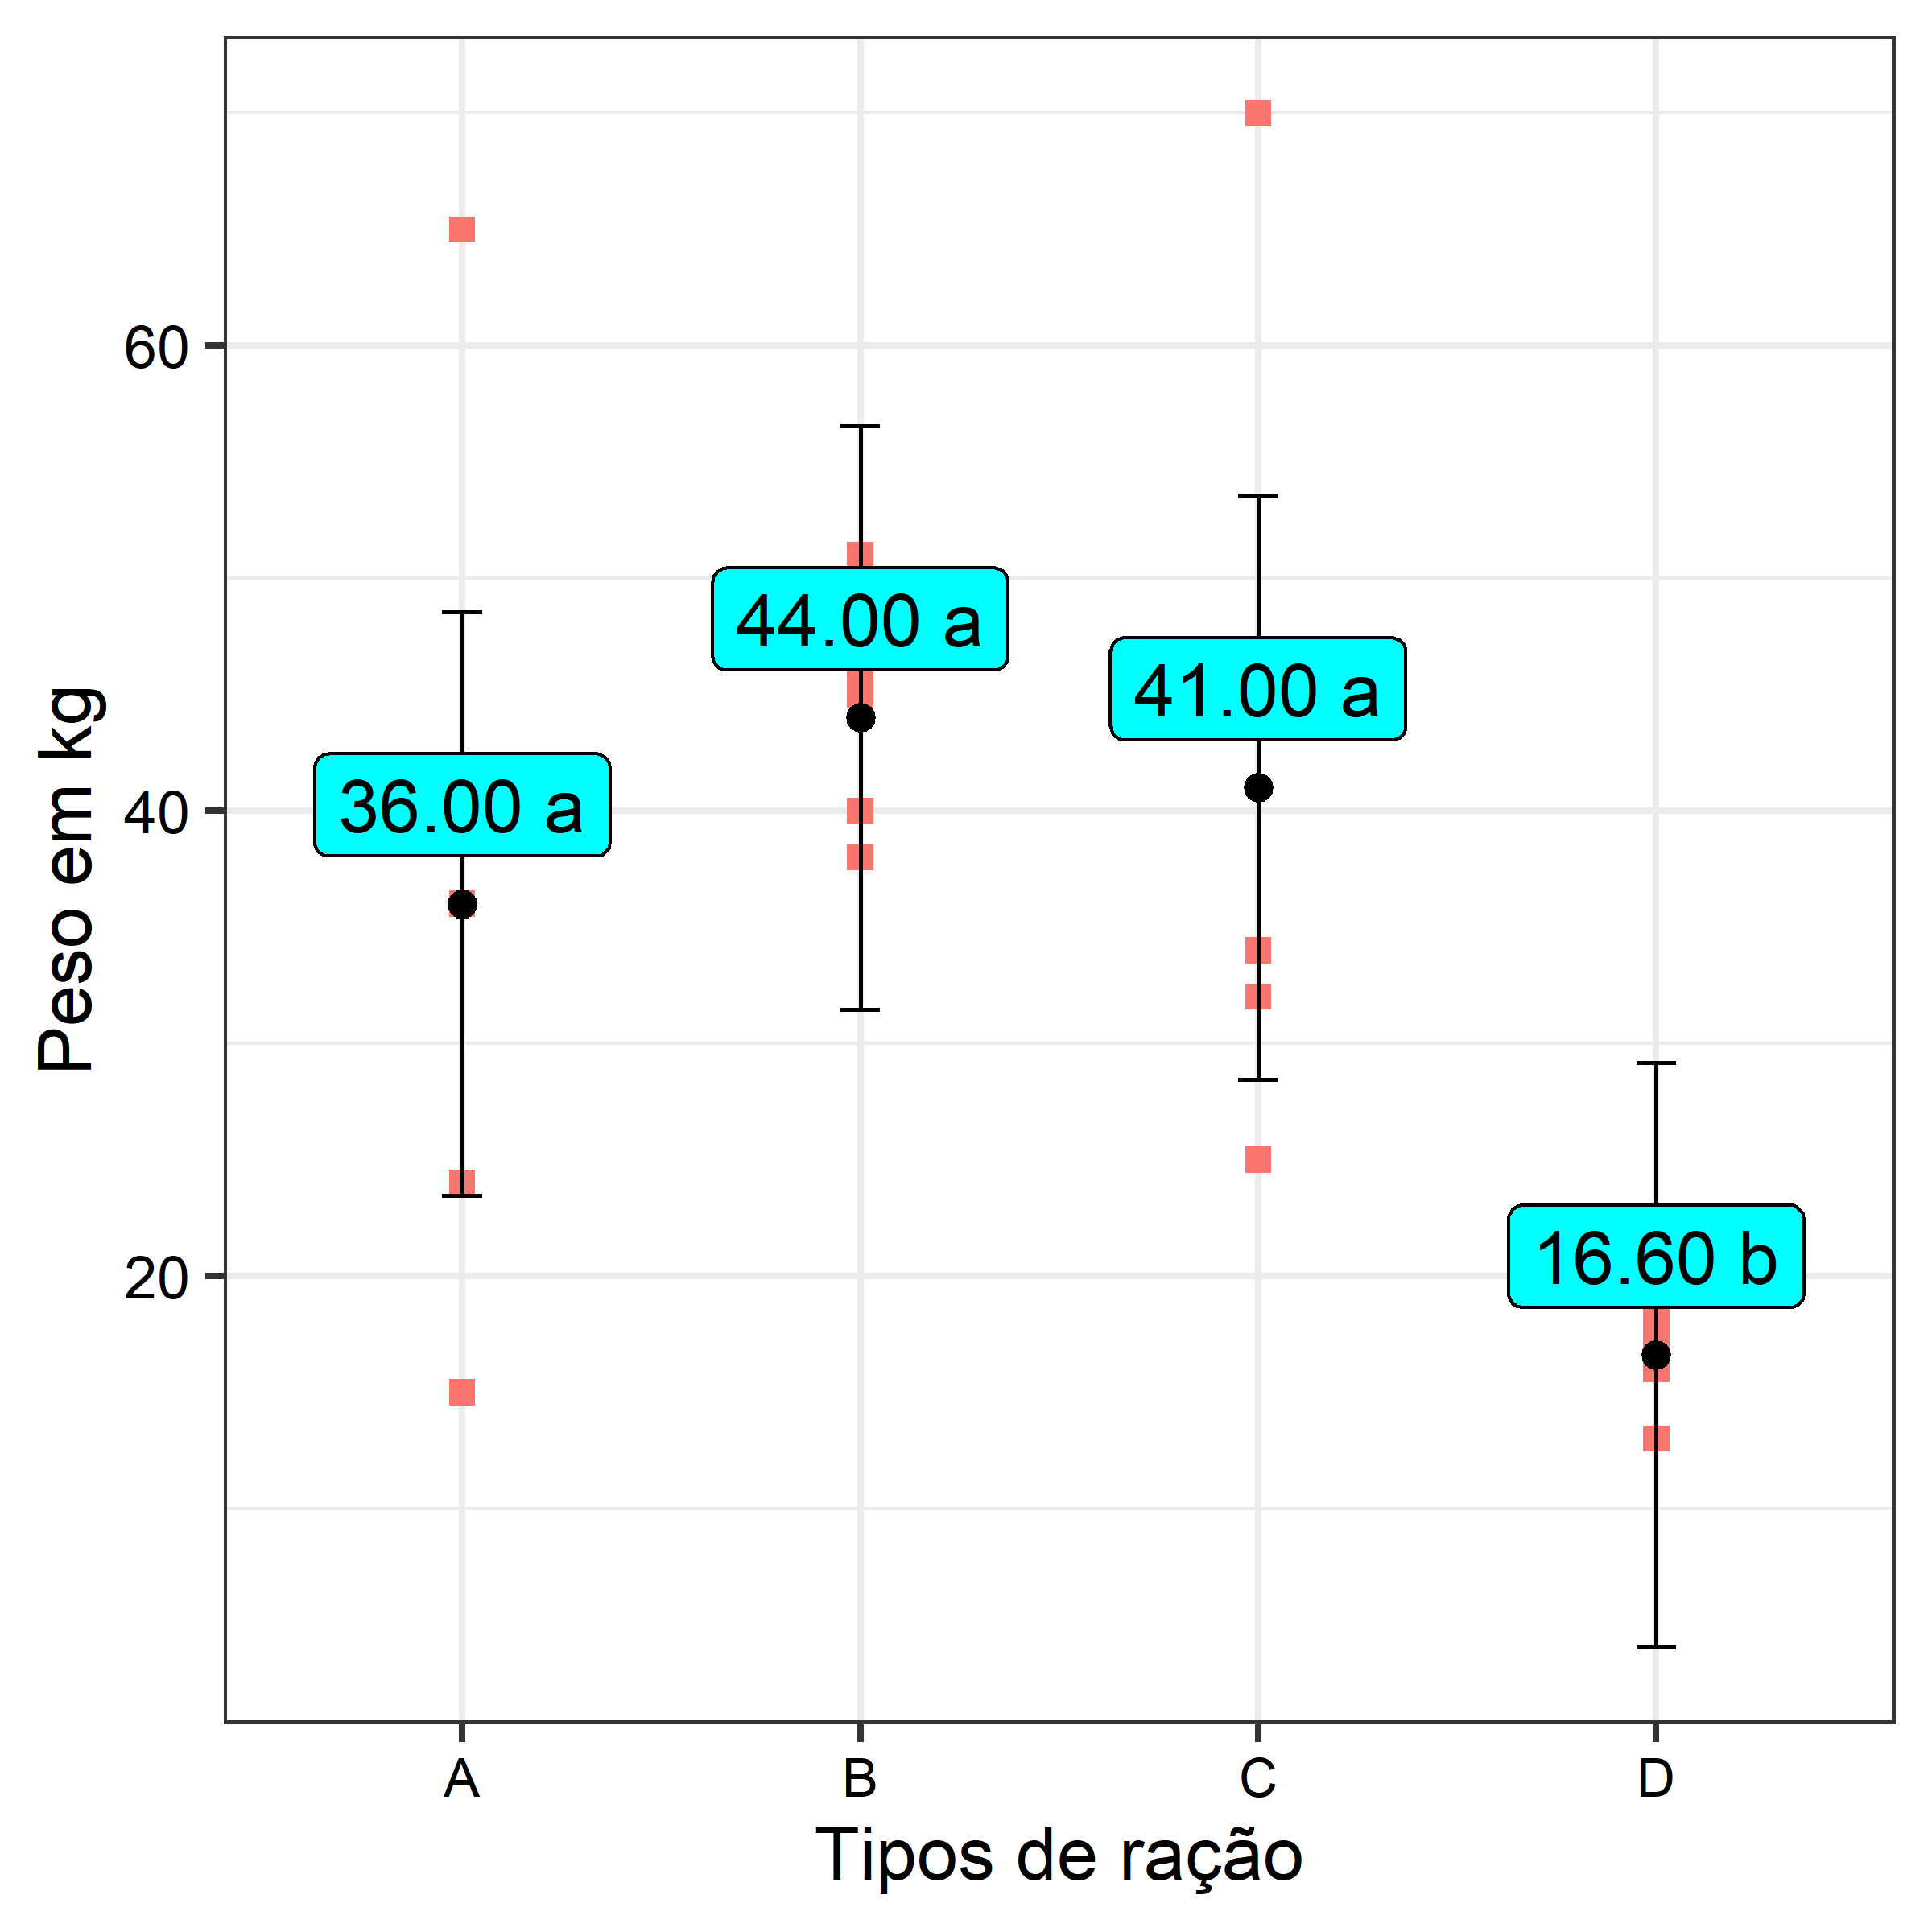 Peso em kg
60
40
20
36.00 a
44.00 a
41.00 a
16.60 b
A
B
C
D
Tipos de ração